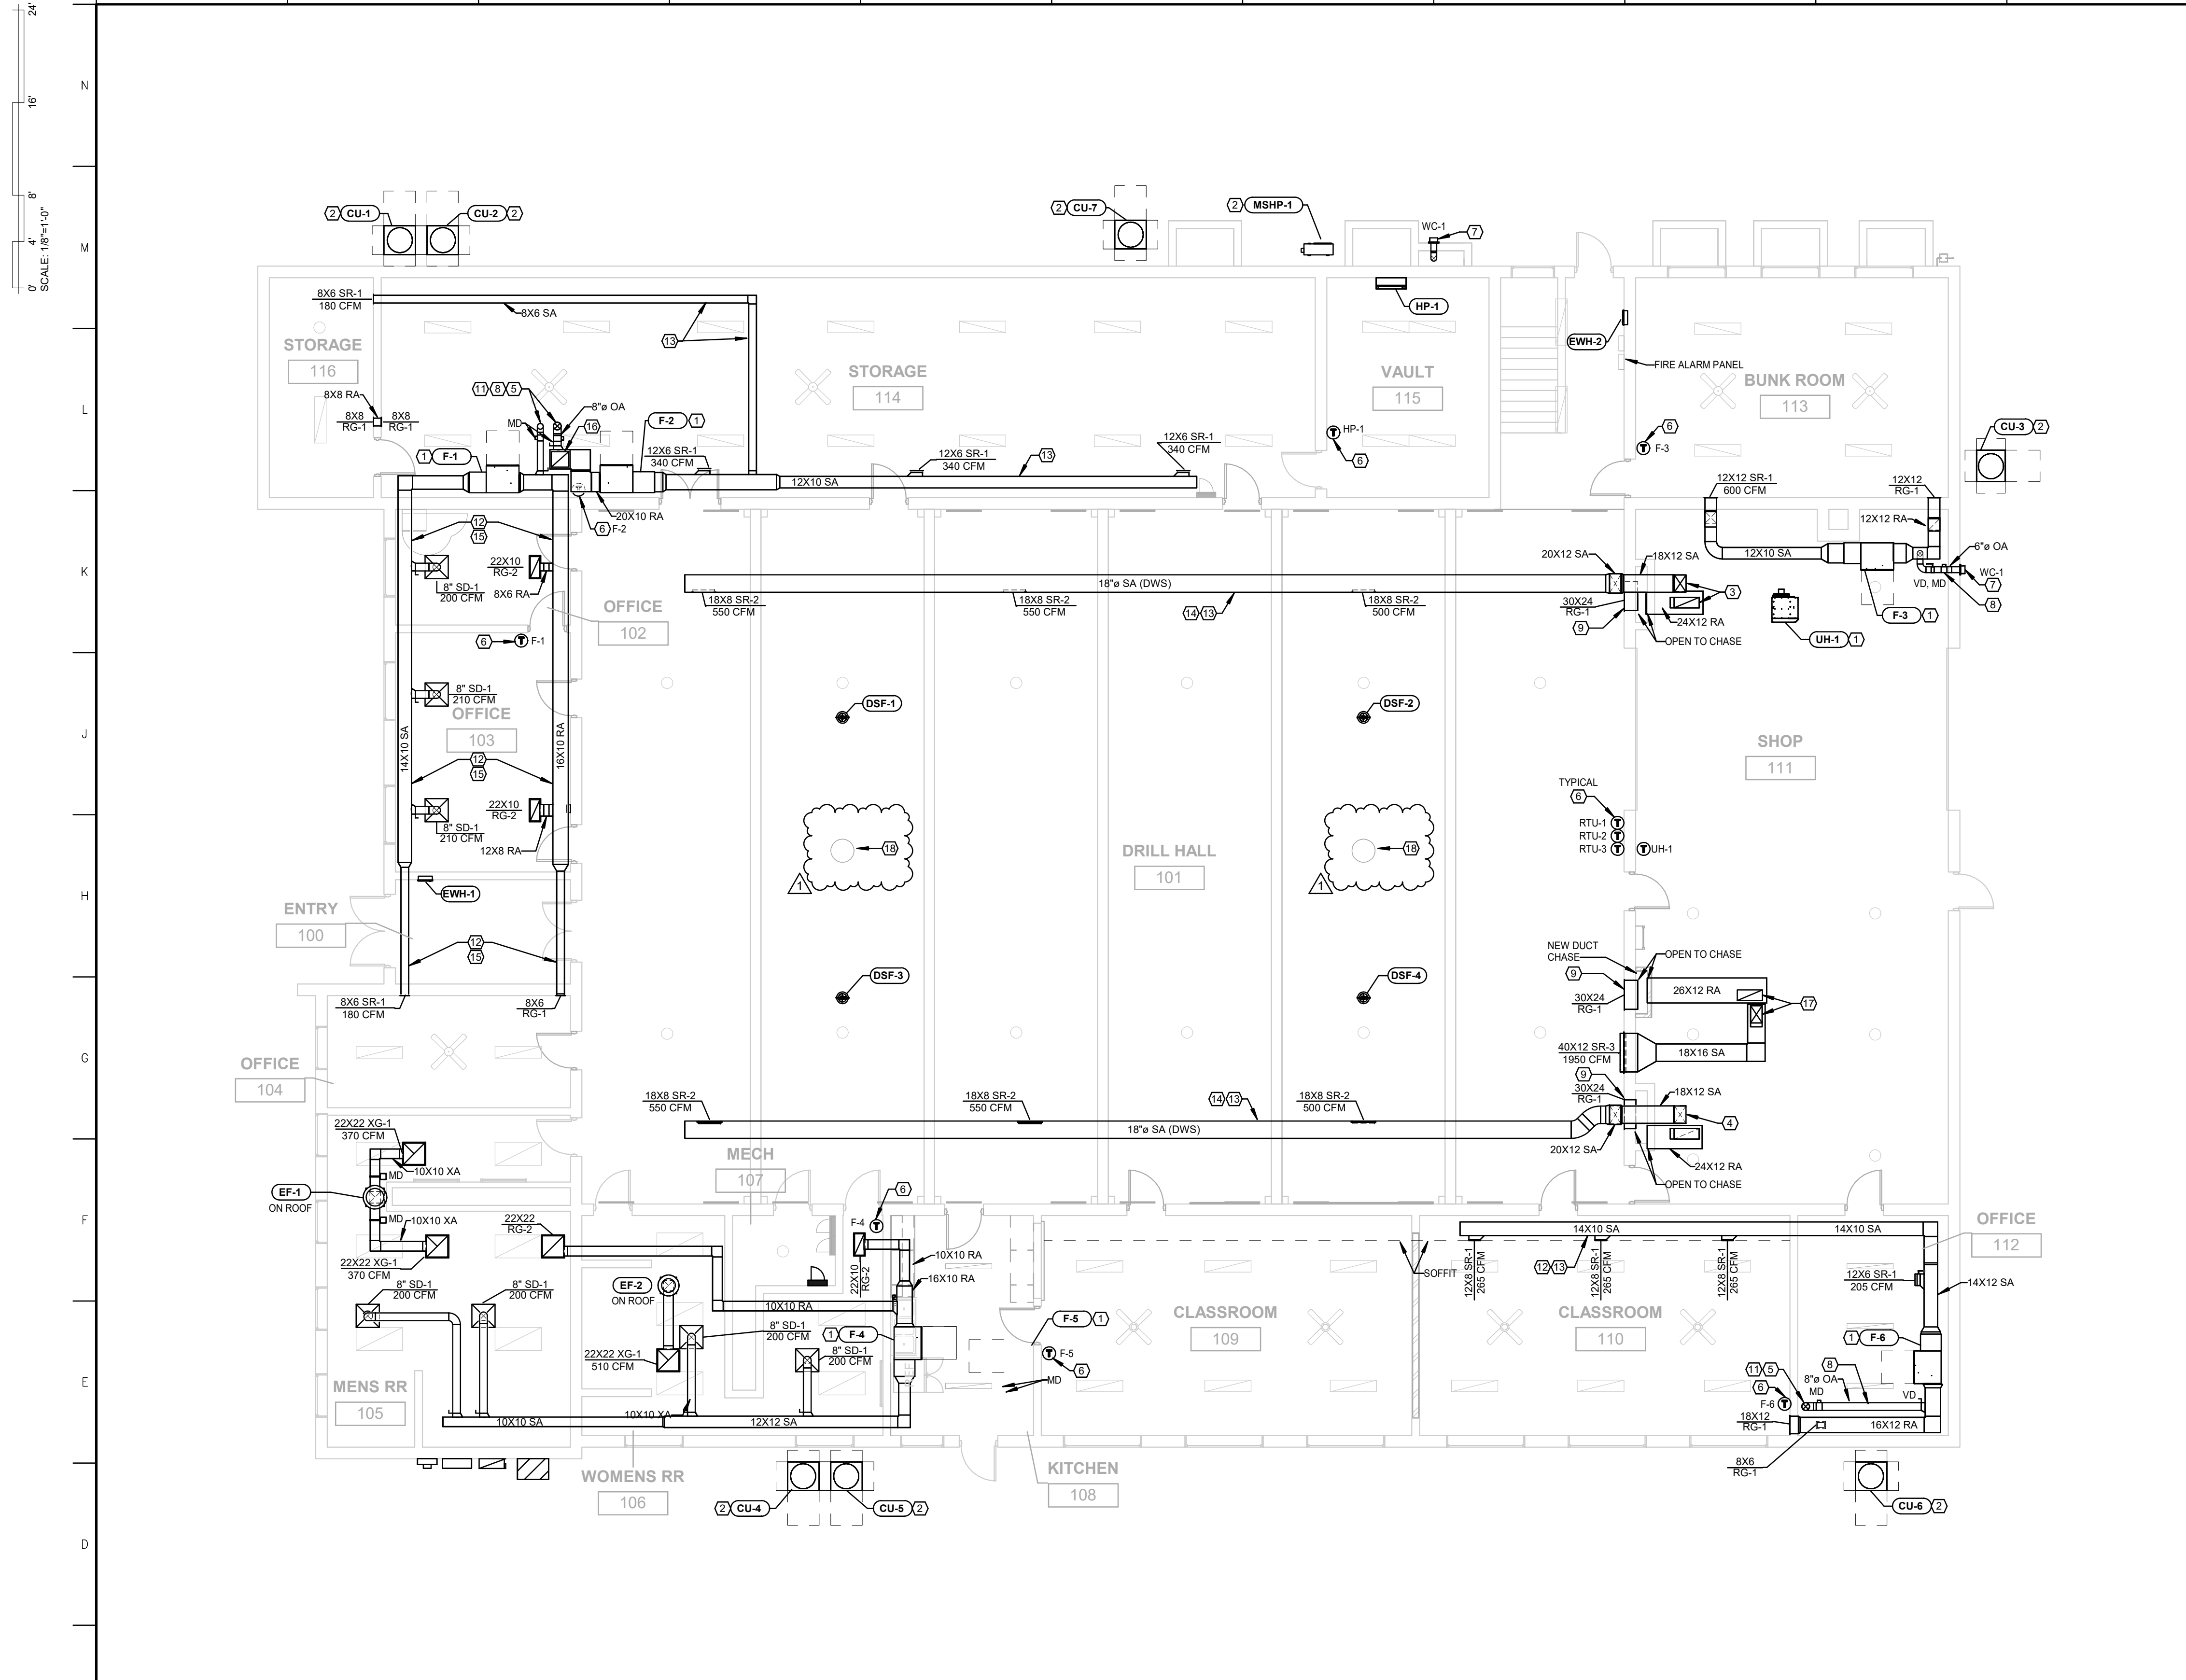 24'
16'
8'
4'
0'
SCALE: 1/8"=1'-0"
N
M
L
K
J
H
G
F
E
D
2 CU-1
CU-2 2
2 CU-7
2 MSHP-1
WC-1
7
HP-1
8X6 SR-1
180 CFM
8X6 SA
13
EWH-2
FIRE ALARM PANEL
STORAGE
116
STORAGE
114
VAULT
115
BUNK ROOM
113
8X8 RA
8X8
RG-1
8X8
RG-1
11 8 5
8"ø OA
MD
16
F-2 1
1 F-1
12X6 SR-1
340 CFM
12X6 SR-1
340 CFM
13
12X6 SR-1
340 CFM
12X10 SA
HP-1
6
6
F-3
CU-3 2
20X10 RA
6 F-2
12X12 SR-1
600 CFM
12X12
RG-1
12X12 RA
12X10 SA
6"ø OA
WC-1
VD, MD
7
8
F-3 1
UH-1 1
12
15
22X10
RG-2
8X6 RA
8" SD-1
200 CFM
OFFICE
102
6
F-1
18"ø SA (DWS)
18X8 SR-2
550 CFM
18X8 SR-2
550 CFM
14 13
18X8 SR-2
500 CFM
20X12 SA
18X12 SA
30X24
RG-1
9
3
24X12 RA
OPEN TO CHASE
8" SD-1
210 CFM
OFFICE
103
14X10 SA
16X10 RA
12
15
22X10
RG-2
8" SD-1
210 CFM
12X8 RA
DSF-1
DSF-2
SHOP
111
TYPICAL
6
RTU-1
RTU-2
RTU-3
UH-1
18
18
1
1
DRILL HALL
101
EWH-1
ENTRY
100
12
15
8X6 SR-1
180 CFM
8X6
RG-1
DSF-3
DSF-4
NEW DUCT
CHASE
OPEN TO CHASE
9
30X24
RG-1
26X12 RA
17
40X12 SR-3
1950 CFM
18X16 SA
9
30X24
RG-1
18X12 SA
4
OFFICE
104
18X8 SR-2
550 CFM
18X8 SR-2
550 CFM
14 13
18X8 SR-2
500 CFM
18"ø SA (DWS)
20X12 SA
24X12 RA
OPEN TO CHASE
22X22 XG-1
370 CFM
10X10 XA
MD
EF-1
ON ROOF
MD
10X10 XA
22X22 XG-1
370 CFM
22X22
RG-2
MECH
107
F-4
6
10X10 RA
22X10
RG-2
16X10 RA
8" SD-1
200 CFM
8" SD-1
200 CFM
EF-2
ON ROOF
10X10 RA
8" SD-1
200 CFM
1 F-4
22X22 XG-1
510 CFM
8" SD-1
200 CFM
F-5 1
F-5
6
MD
SOFFIT
14X10 SA
14X10 SA
12X8 SR-1
265 CFM
12 13
12X8 SR-1
265 CFM
12X8 SR-1
265 CFM
12X6 SR-1
205 CFM
14X12 SA
OFFICE
112
CLASSROOM
109
CLASSROOM
110
1 F-6
11 5
8
8"ø OA
MD
VD
6
F-6
18X12
RG-1
16X12 RA
8X6
RG-1
MENS RR
105
10X10 SA
10X10 XA
12X12 SA
WOMENS RR
106
KITCHEN
108
2 CU-4
CU-5 2
CU-6 2